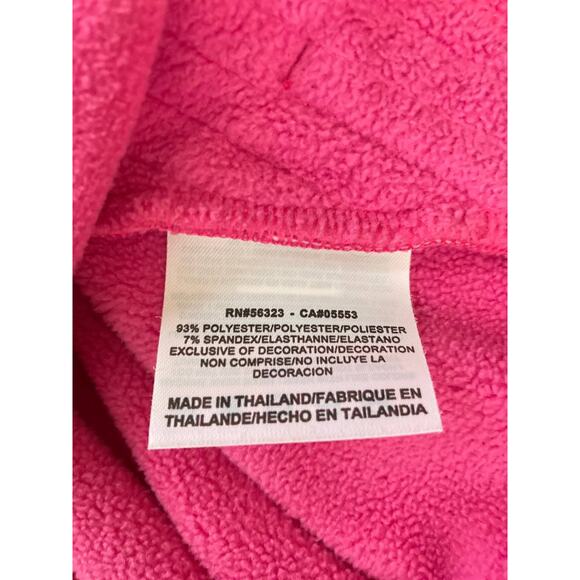 RN#56323 - CA#05553
93% POLYESTER/POLYESTER/POLIESTER
7% SPANDEX/ELASTHANNE/ELASTANO
EXCLUSIVE OF DECORATION/DECORATION
NON COMPRISE/NO INCLUYE LA
DECORACION
MADE IN THAILAND/FABRIQUE EN
THAILANDE/HECHO EN TAILANDIA